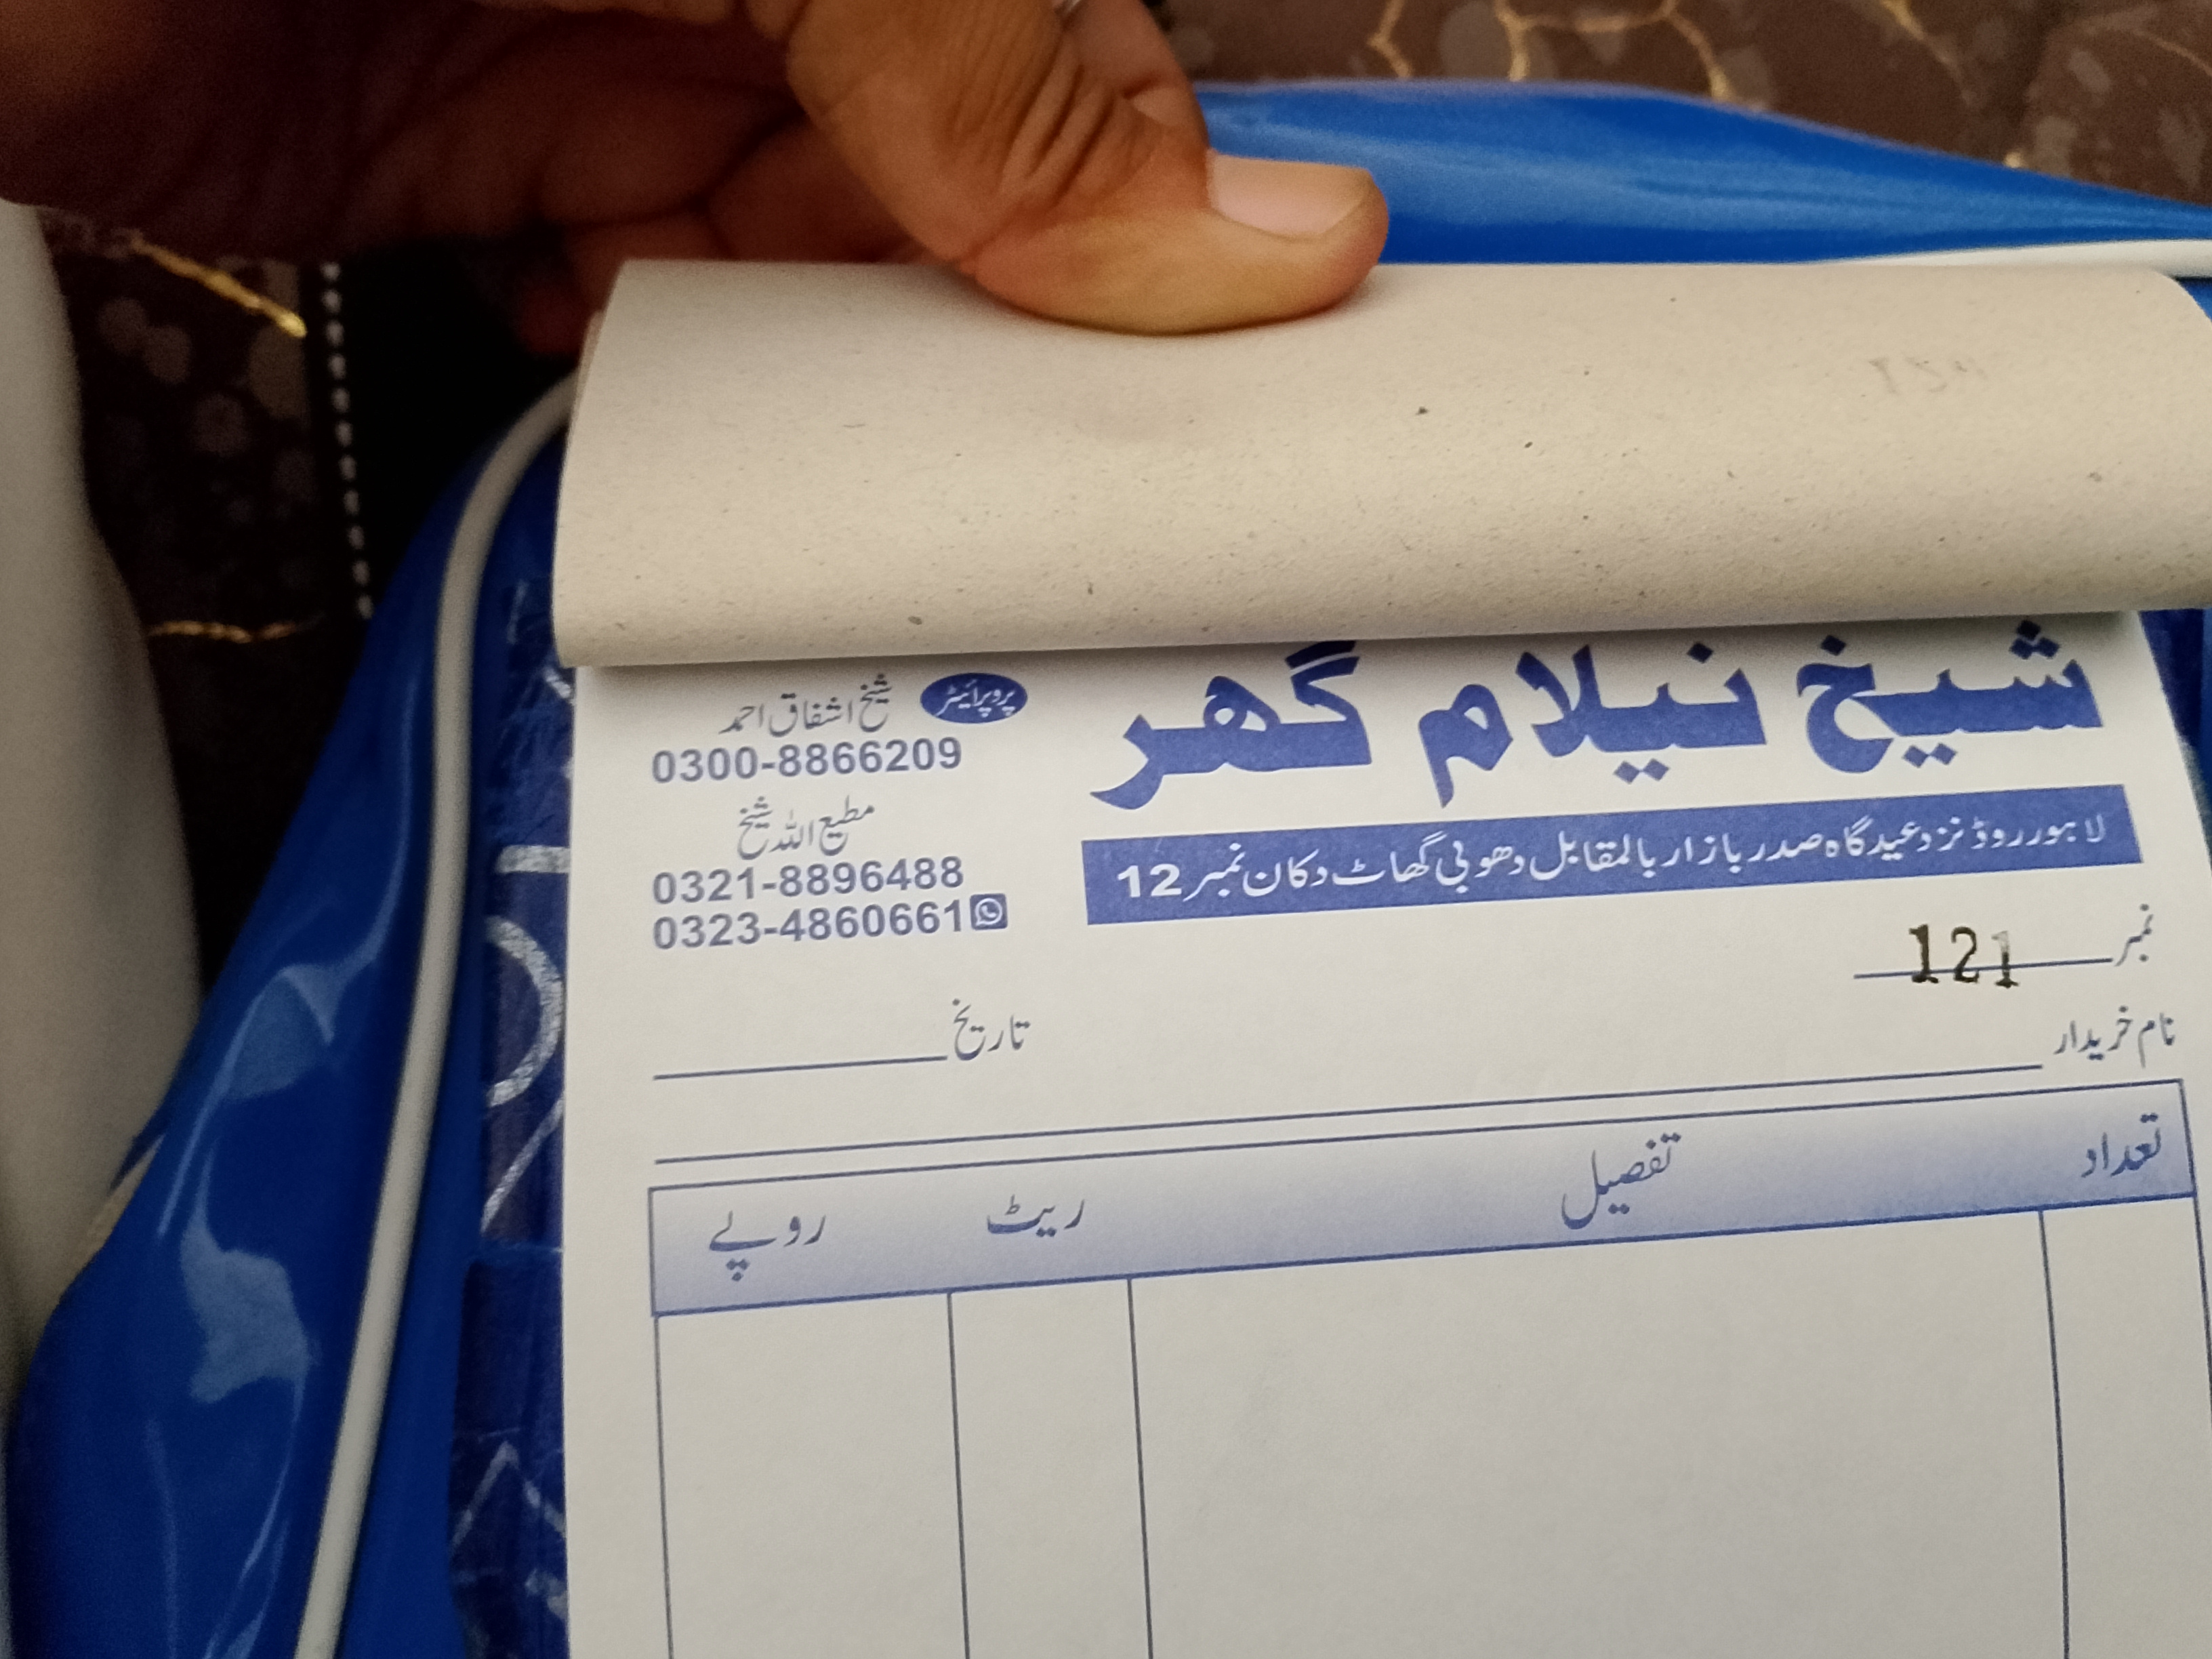 شیخ نیلام گھر
لاہور روڈ نزد عیدگاہ صدر بازار بالمقابل دھوبی گھاٹ دکان نمبر 12
پروپرائیٹر
شیخ اشفاق احمد
0300-8866209
مطیع اللہ شیخ
0321-8896488
0323-4860661
نمبر 121
نام خریدار
تاریخ
تعداد تفصیل ریٹ روپے